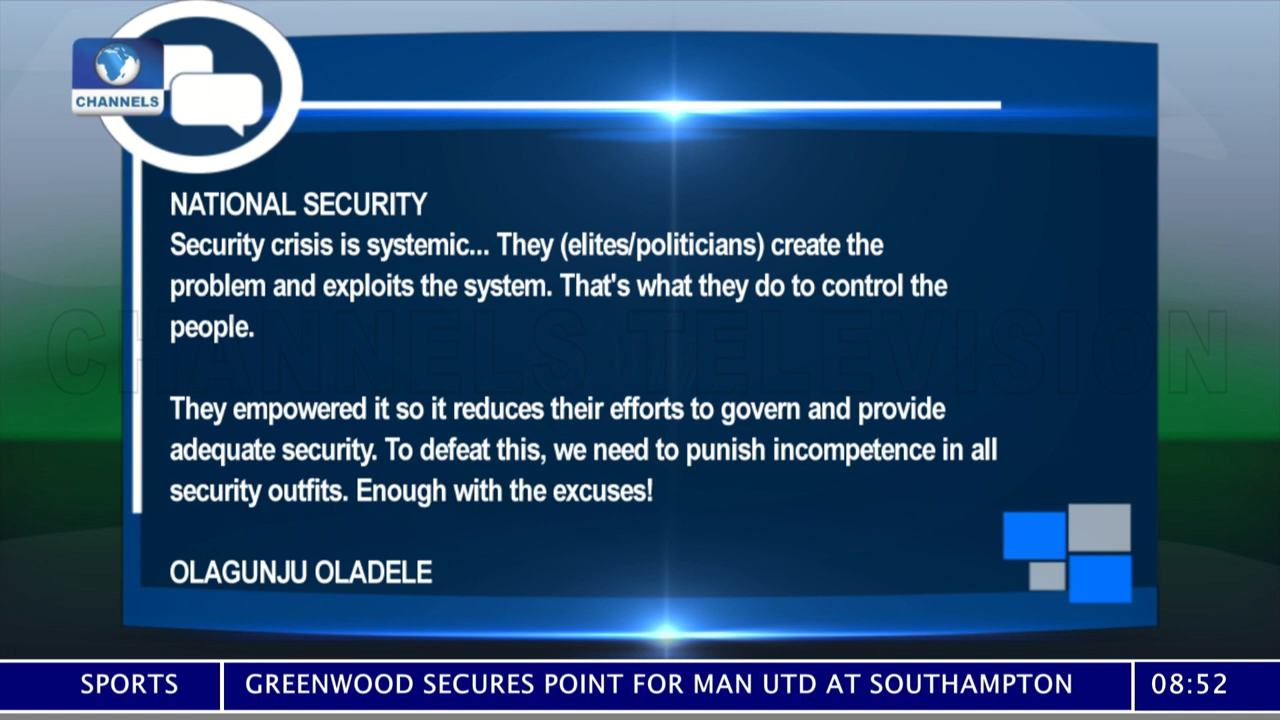 CHANNELS
NATIONAL SECURITY
Security crisis is systemic... They (elites/politicians) create the
problem and exploits the system. That's what they do to control the
people.
CHANNELS TELEVISION
They empowered it so it reduces their efforts to govern and provide
adequate security. To defeat this, we need to punish incompetence in all
security outfits. Enough with the excuses!
OLAGUNJU OLADELE
SPORTS
GREENWOOD SECURES POINT FOR MAN UTD AT SOUTHAMPTON
08:52